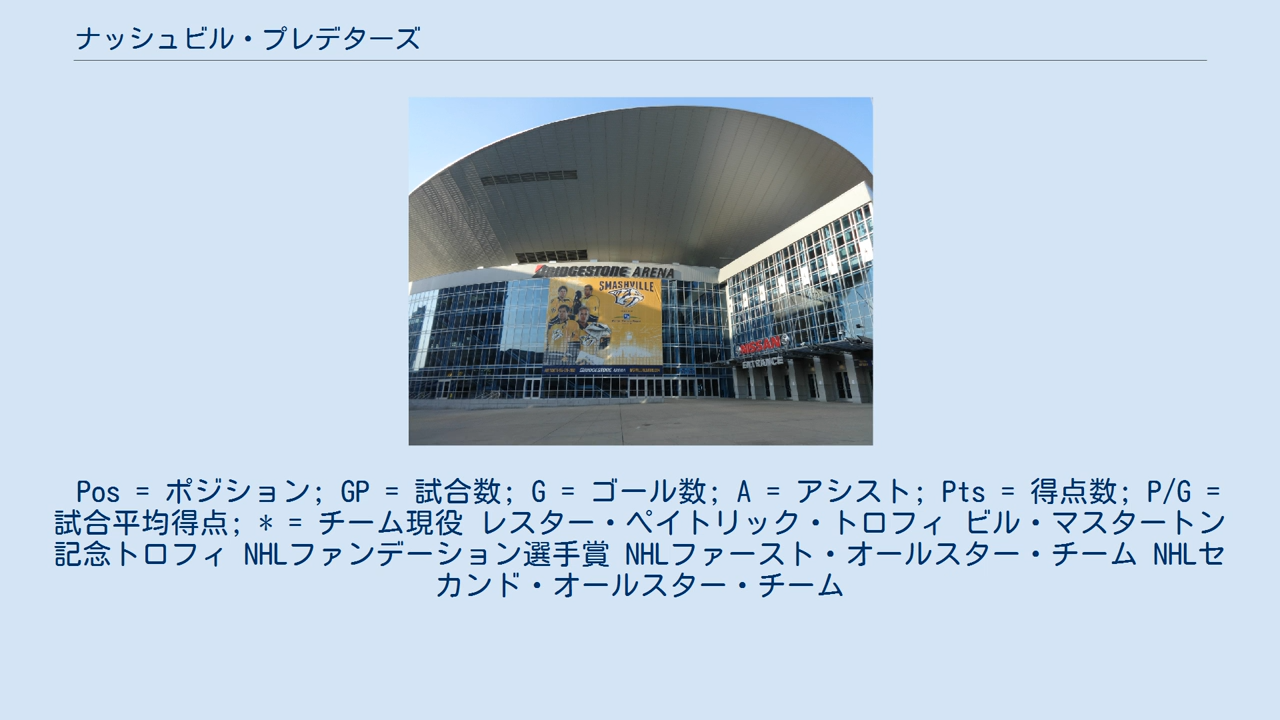 ナッシュビル・プレデターズ
BRIDGESTONE ARENA
SMASHVILLE
NISSAN
ENTRANCE
Pos = ポジション; GP = 試合数; G = ゴール数; A = アシスト; Pts = 得点数; P/G =
試合平均得点; * = チーム現役 レスター・ペイトリック・トロフィ ビル・マスタートン
記念トロフィ NHLファンデーション選手賞 NHLファースト・オールスター・チーム NHLセ
カンド・オールスター・チーム